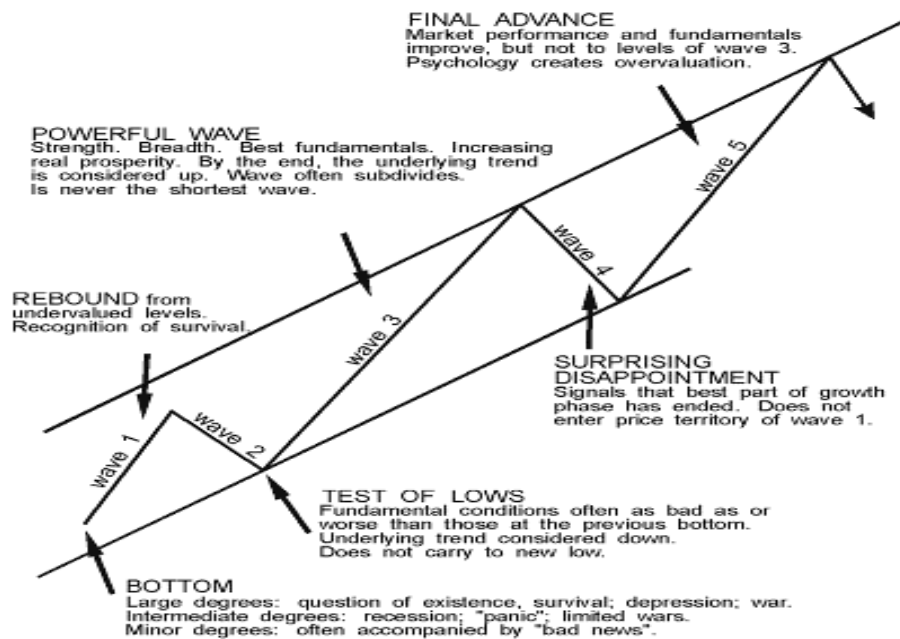 FINAL ADVANCE
Market performance and fundamentals
improve, but not to levels of wave 3.
Psychology creates overvaluation.
POWERFUL WAVE
Strength. Breadth. Best fundamentals. Increasing
real prosperity. By the end, the underlying trend
is considered up. Wave often subdivides.
Is never the shortest wave.
wave 5
wave 4
REBOUND from
undervalued levels.
Recognition of survival.
wave 3
SURPRISING
DISAPPOINTMENT
Signals that best part of growth
phase has ended. Does not
enter price territory of wave 1.
wave 1
wave 2
TEST OF LOWS
Fundamental conditions often as bad as or
worse than those at the previous bottom.
Underlying trend considered down.
Does not carry to new low.
BOTTOM
Large degrees: question of existence, survival; depression; war.
Intermediate degrees: recession; "panic"; limited wars.
Minor degrees: often accompanied by "bad news".